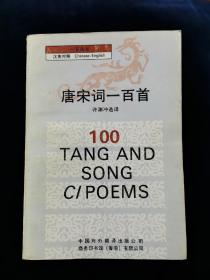 汉英对照 Chinese-English
唐宋词一百首
许渊冲选译
100
TANG AND
SONG
CI POEMS
中国对外翻译出版公司
商务印书馆（香港）有限公司